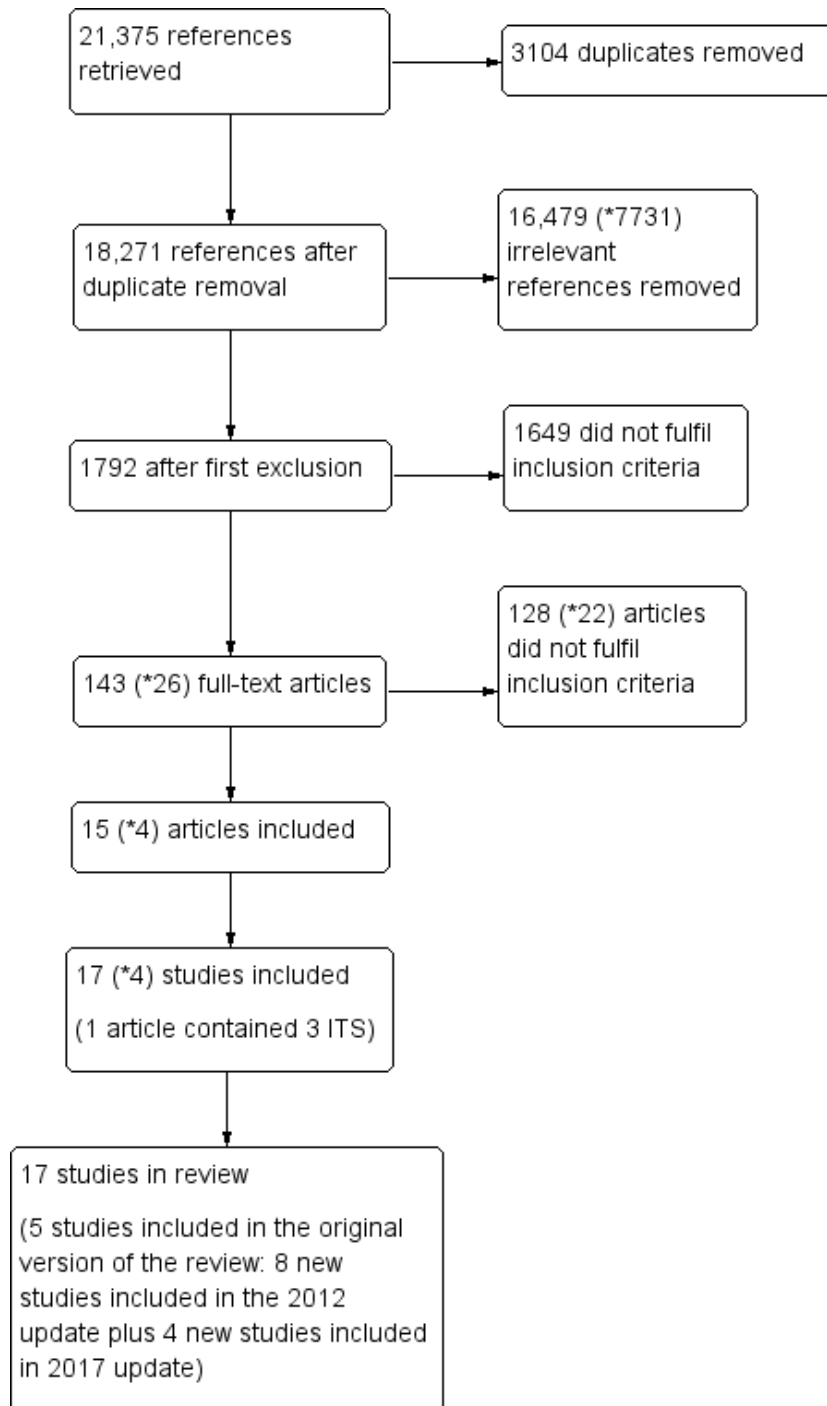 21,375 references
retrieved
3104 duplicates removed
18,271 references after
duplicate removal
16,479 (*7731)
irrelevant
references removed
1792 after first exclusion
1649 did not fulfil
inclusion criteria
143 (*26) full-text articles
128 (*22) articles
did not fulfil
inclusion criteria
15 (*4) articles included
17 (*4) studies included
(1 article contained 3 ITS)
17 studies in review
(5 studies included in the original
version of the review: 8 new
studies included in the 2012
update plus 4 new studies included
in 2017 update)